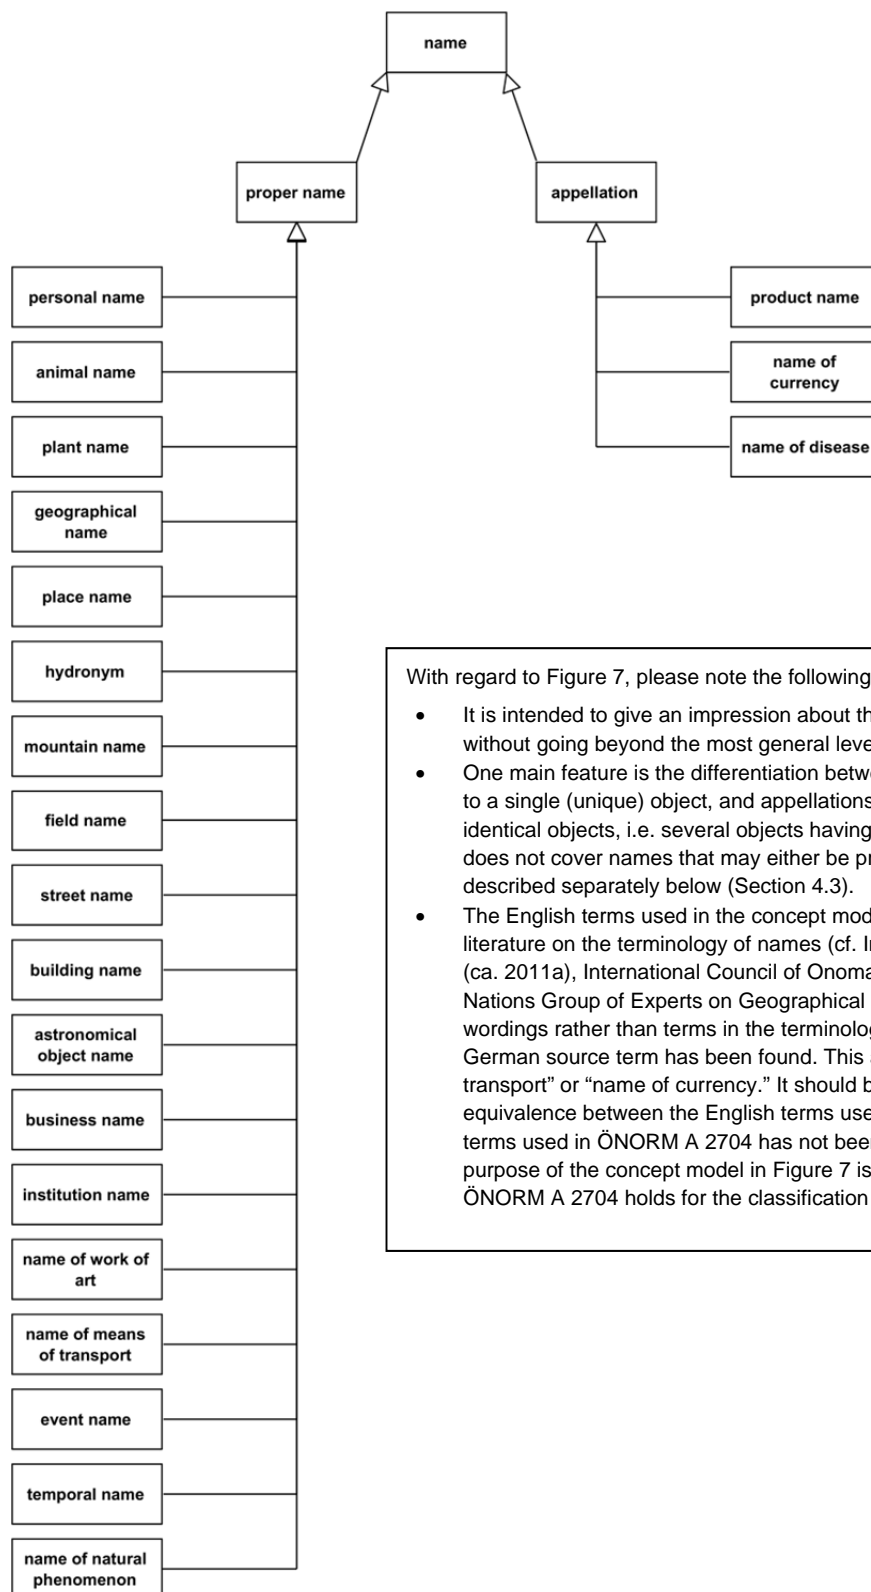 name
proper name
appellation
personal name
animal name
plant name
geographical
name
place name
hydronym
mountain name
field name
street name
building name
astronomical
object name
business name
institution name
name of work of
art
name of means
of transport
event name
temporal name
name of natural
phenomenon
product name
name of
currency
name of disease
With regard to Figure 7, please note the following
• It is intended to give an impression about th
without going beyond the most general leve
• One main feature is the differentiation betw
to a single (unique) object, and appellations
identical objects, i.e. several objects having
does not cover names that may either be pr
described separately below (Section 4.3).
• The English terms used in the concept mod
literature on the terminology of names (cf. I
(ca. 2011a), International Council of Onoma
Nations Group of Experts on Geographical
wordings rather than terms in the terminolog
German source term has been found. This a
transport” or “name of currency.” It should b
equivalence between the English terms use
terms used in ÖNORM A 2704 has not bee
purpose of the concept model in Figure 7 is
ÖNORM A 2704 holds for the classification